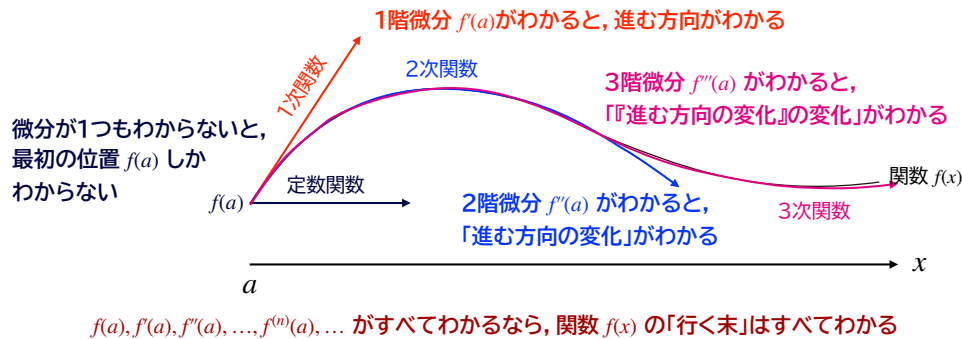 1階微分 f′(a)がわかると, 進む方向がわかる
1次関数
2次関数
3階微分 f‴(a) がわかると,
「『進む方向の変化』の変化」がわかる
微分が1つもわからないと,
最初の位置 f(a) しか
わからない
定数関数
f(a)
関数 f(x)
2階微分 f″(a) がわかると,
「進む方向の変化」がわかる
3次関数
x
a
f(a), f′(a), f″(a), …, f⁽ⁿ⁾(a), … がすべてわかるなら, 関数 f(x) の「行く末」はすべてわかる